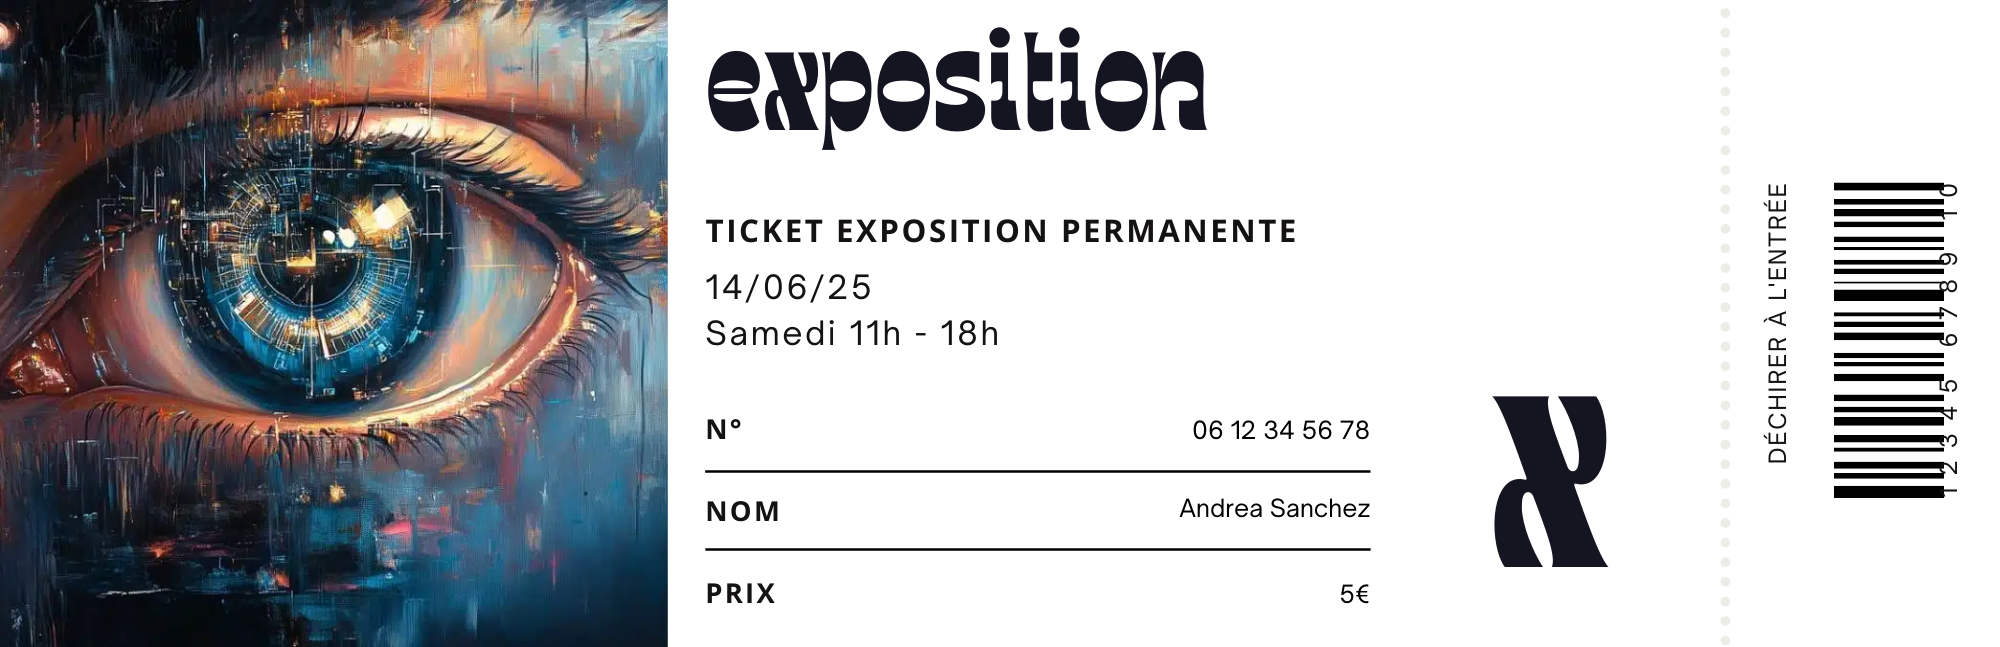 exposition
TICKET EXPOSITION PERMANENTE
14/06/25
Samedi 11h - 18h
N° 06 12 34 56 78
NOM Andrea Sanchez
PRIX 5€
x
DÉCHIRER À L'ENTRÉE
1 2 3 4 5 6 7 8 9 10